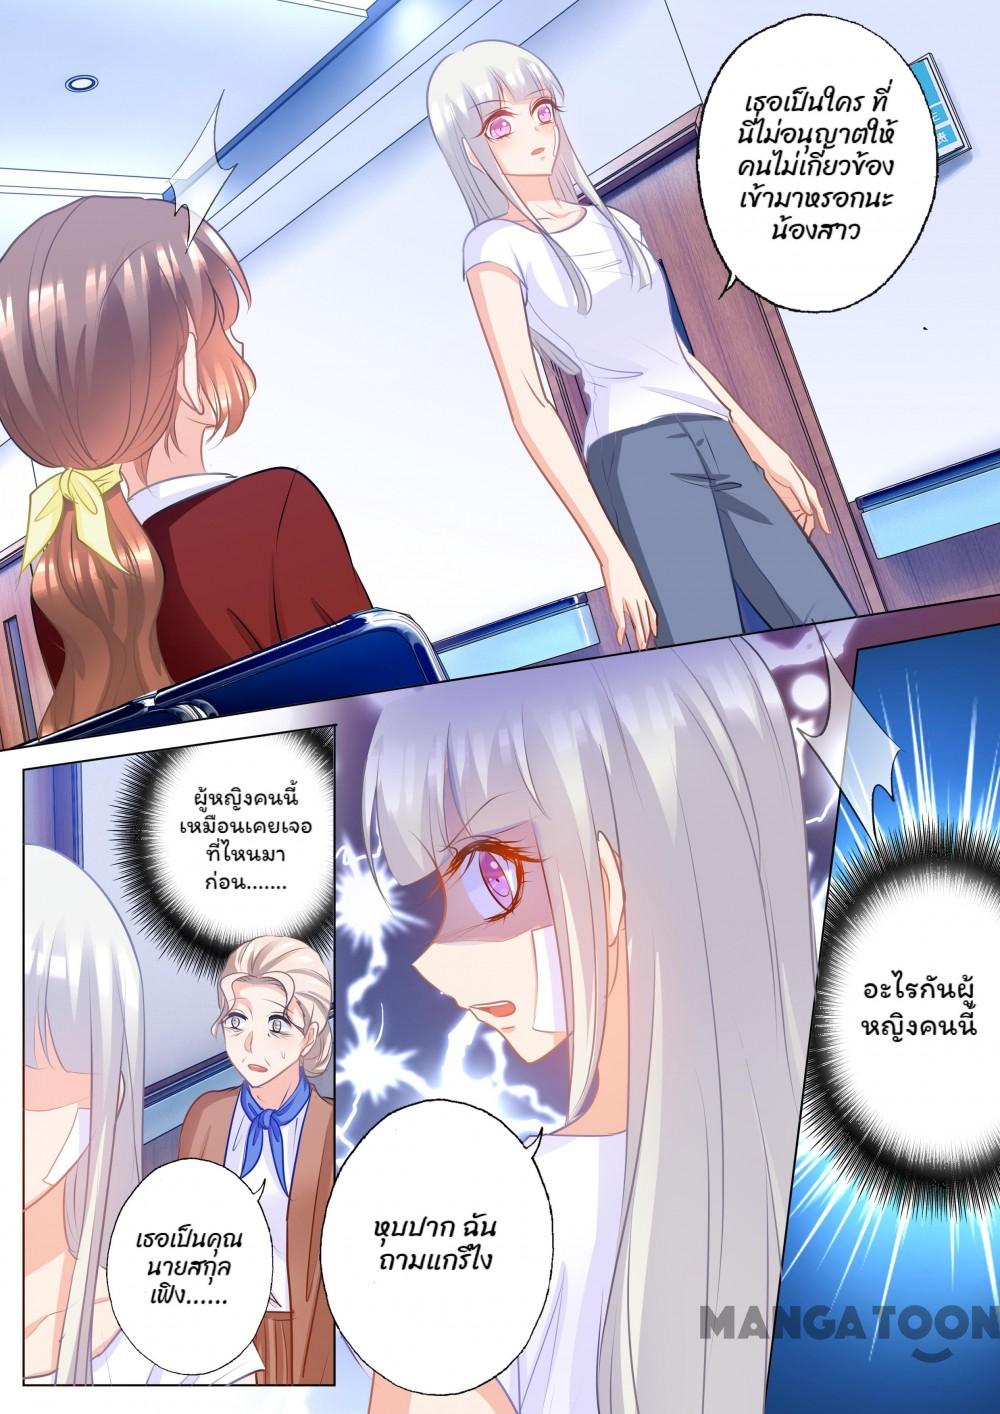 เธอเป็นใคร ที่
นี่ไม่อนุญาตให้
คนไม่เกี่ยวข้อง
เข้ามาหรอกนะ
น้องสาว
ผู้หญิงคนนี้
เหมือนเคยเจอ
ที่ไหนมา
ก่อน.......
อะไรกันผู้
หญิงคนนี้
หุบปาก ฉัน
ถามแกรึไง
เธอเป็นคุณ
นายสกุล
เฟิง......
MANGATOON